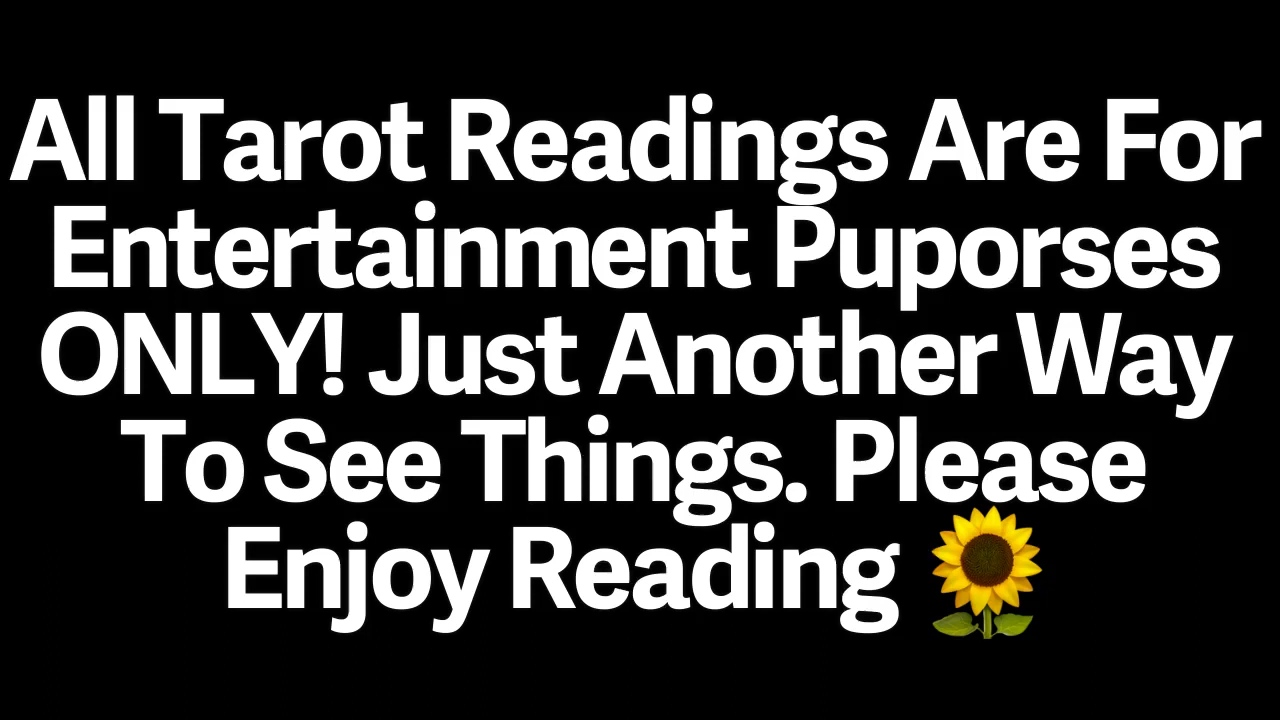 All Tarot Readings Are For
Entertainment Puporses
ONLY! Just Another Way
To See Things. Please
Enjoy Reading 🌻